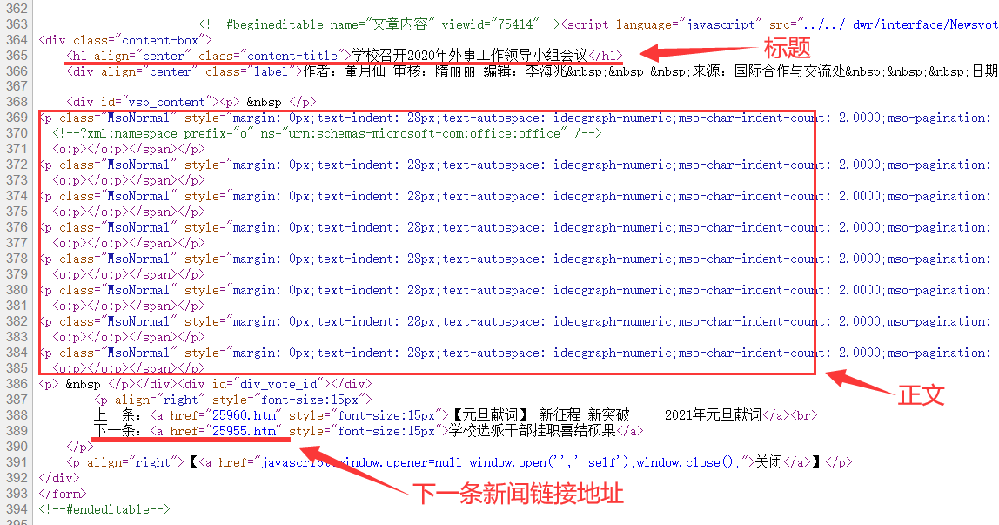 362
363 <!--#begineditable name="文章内容" viewid="75414"--><script language="javascript" src="../../_dwr/interface/Newsvot
364 <div class="content-box">
365 <h1 align="center" class="content-title">学校召开2020年外事工作领导小组会议</h1>
标题
366 <div align="center" class="label">作者：董月仙 审核：隋丽丽 编辑：李海兆&nbsp;&nbsp;&nbsp;来源：国际合作与交流处&nbsp;&nbsp;&nbsp;日期
367
368 <div id="vsb_content"><p> &nbsp;</p>
369 <p class="MsoNormal" style="margin: 0px;text-indent: 28px;text-autospace: ideograph-numeric;mso-char-indent-count: 2.0000;mso-pagination:
370 <!--?xml:namespace prefix="o" ns="urn:schemas-microsoft-com:office:office" /-->
371 <o:p></o:p></span></p>
372 <p class="MsoNormal" style="margin: 0px;text-indent: 28px;text-autospace: ideograph-numeric;mso-char-indent-count: 2.0000;mso-pagination:
373 <o:p></o:p></span></p>
374 <p class="MsoNormal" style="margin: 0px;text-indent: 28px;text-autospace: ideograph-numeric;mso-char-indent-count: 2.0000;mso-pagination:
375 <o:p></o:p></span></p>
376 <p class="MsoNormal" style="margin: 0px;text-indent: 28px;text-autospace: ideograph-numeric;mso-char-indent-count: 2.0000;mso-pagination:
377 <o:p></o:p></span></p>
378 <p class="MsoNormal" style="margin: 0px;text-indent: 28px;text-autospace: ideograph-numeric;mso-char-indent-count: 2.0000;mso-pagination:
379 <o:p></o:p></span></p>
380 <p class="MsoNormal" style="margin: 0px;text-indent: 28px;text-autospace: ideograph-numeric;mso-char-indent-count: 2.0000;mso-pagination:
381 <o:p></o:p></span></p>
382 <p class="MsoNormal" style="margin: 0px;text-indent: 28px;text-autospace: ideograph-numeric;mso-char-indent-count: 2.0000;mso-pagination:
383 <o:p></o:p></span></p>
384 <p class="MsoNormal" style="margin: 0px;text-indent: 28px;text-autospace: ideograph-numeric;mso-char-indent-count: 2.0000;mso-pagination:
385 <o:p></o:p></span></p>
386 <p> &nbsp;</p></div><div id="div_vote_id"></div>
387 <p align="right" style="font-size:15px">
正文
388 上一条：<a href="25960.htm" style="font-size:15px">【元旦献词】 新征程 新突破 ——2021年元旦献词</a><br>
389 下一条：<a href="25955.htm" style="font-size:15px">学校选派干部挂职喜结硕果</a>
390 </p>
391 <p align="right">【<a href="javascript:window.opener=null;window.open('','_self');window.close();">关闭</a>】</p>
392 </div>
393 </form>
下一条新闻链接地址
394 <!--#endeditable-->
395